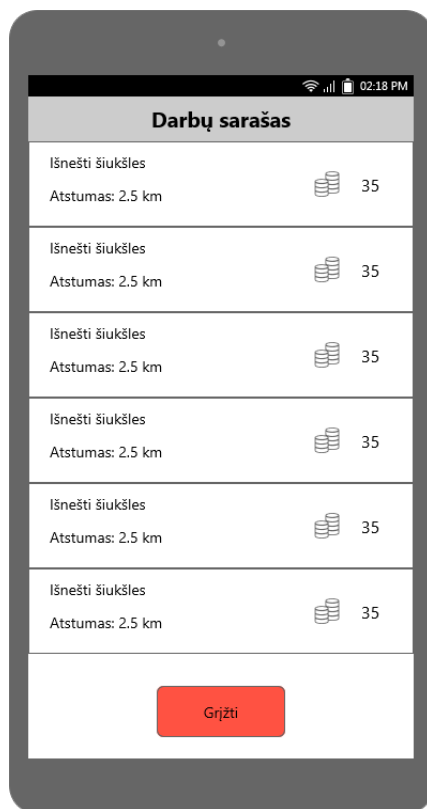 02:18 PM
Darbų sarašas
Išnešti šiukšles
Atstumas: 2.5 km
35
Išnešti šiukšles
Atstumas: 2.5 km
35
Išnešti šiukšles
Atstumas: 2.5 km
35
Išnešti šiukšles
Atstumas: 2.5 km
35
Išnešti šiukšles
Atstumas: 2.5 km
35
Išnešti šiukšles
Atstumas: 2.5 km
35
Grįžti